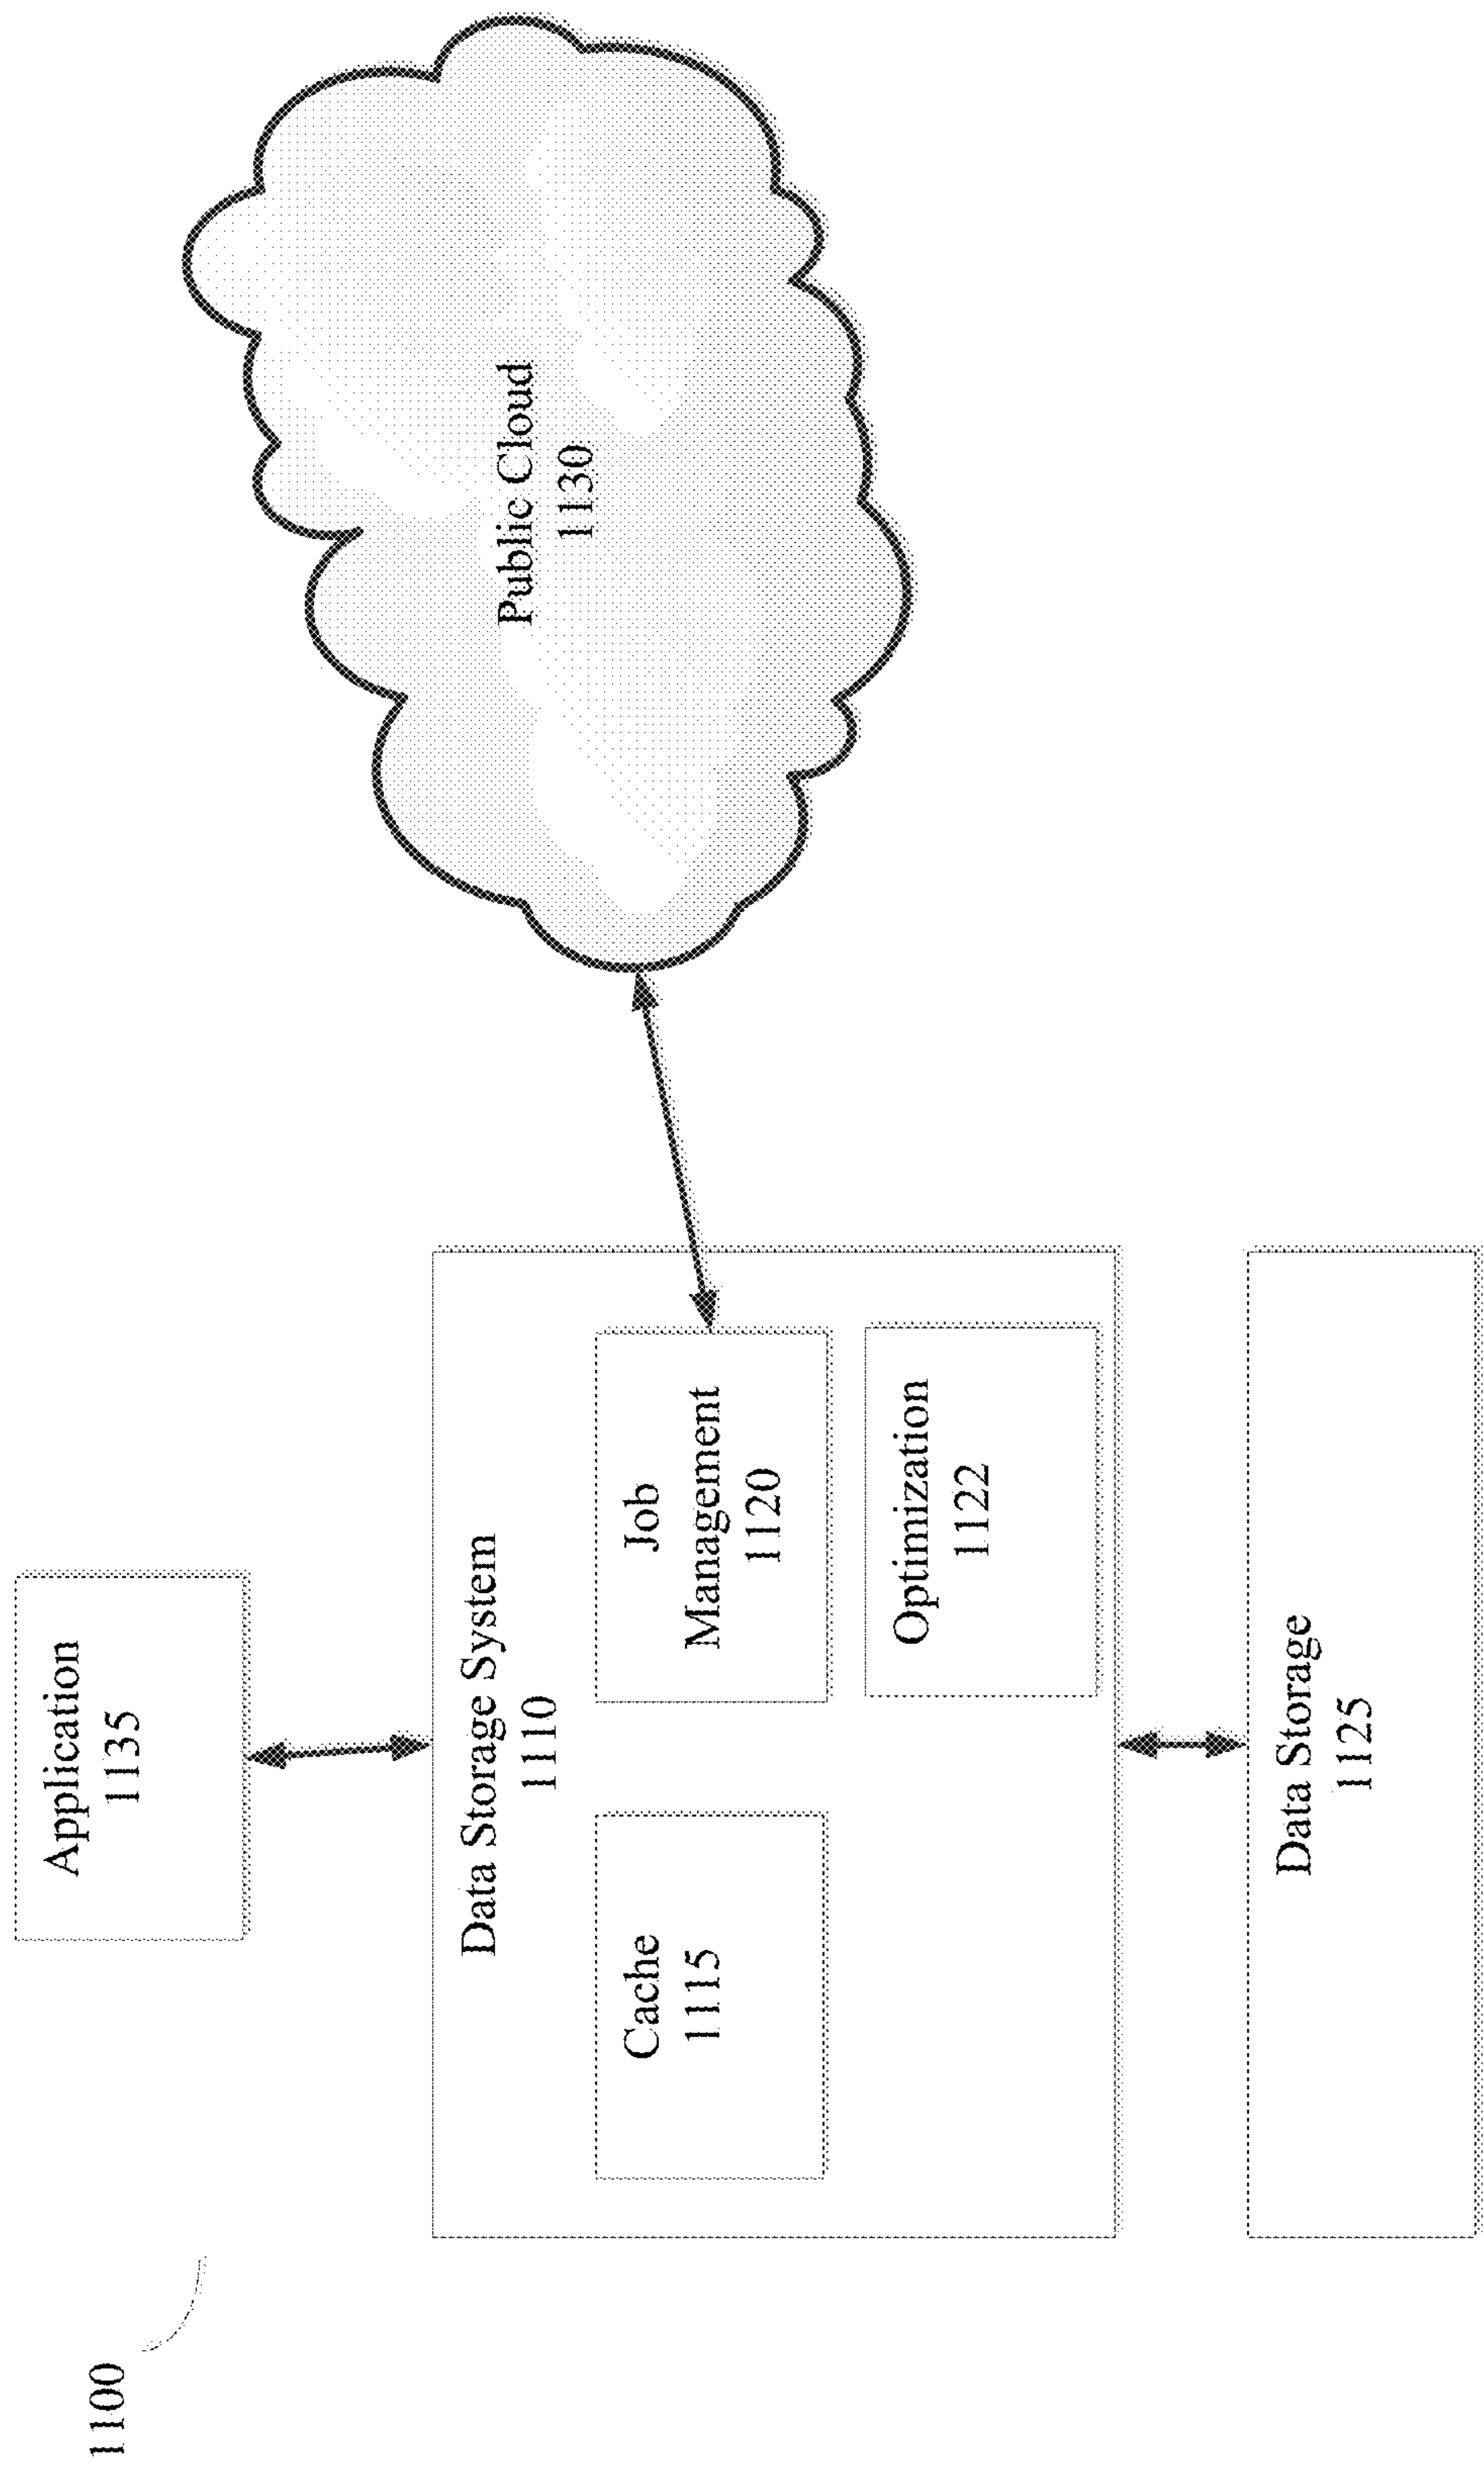 1100
Application
1135
Data Storage System
1110
Cache
1115
Job
Management
1120
Optimization
1122
Data Storage
1125
Public Cloud
1130